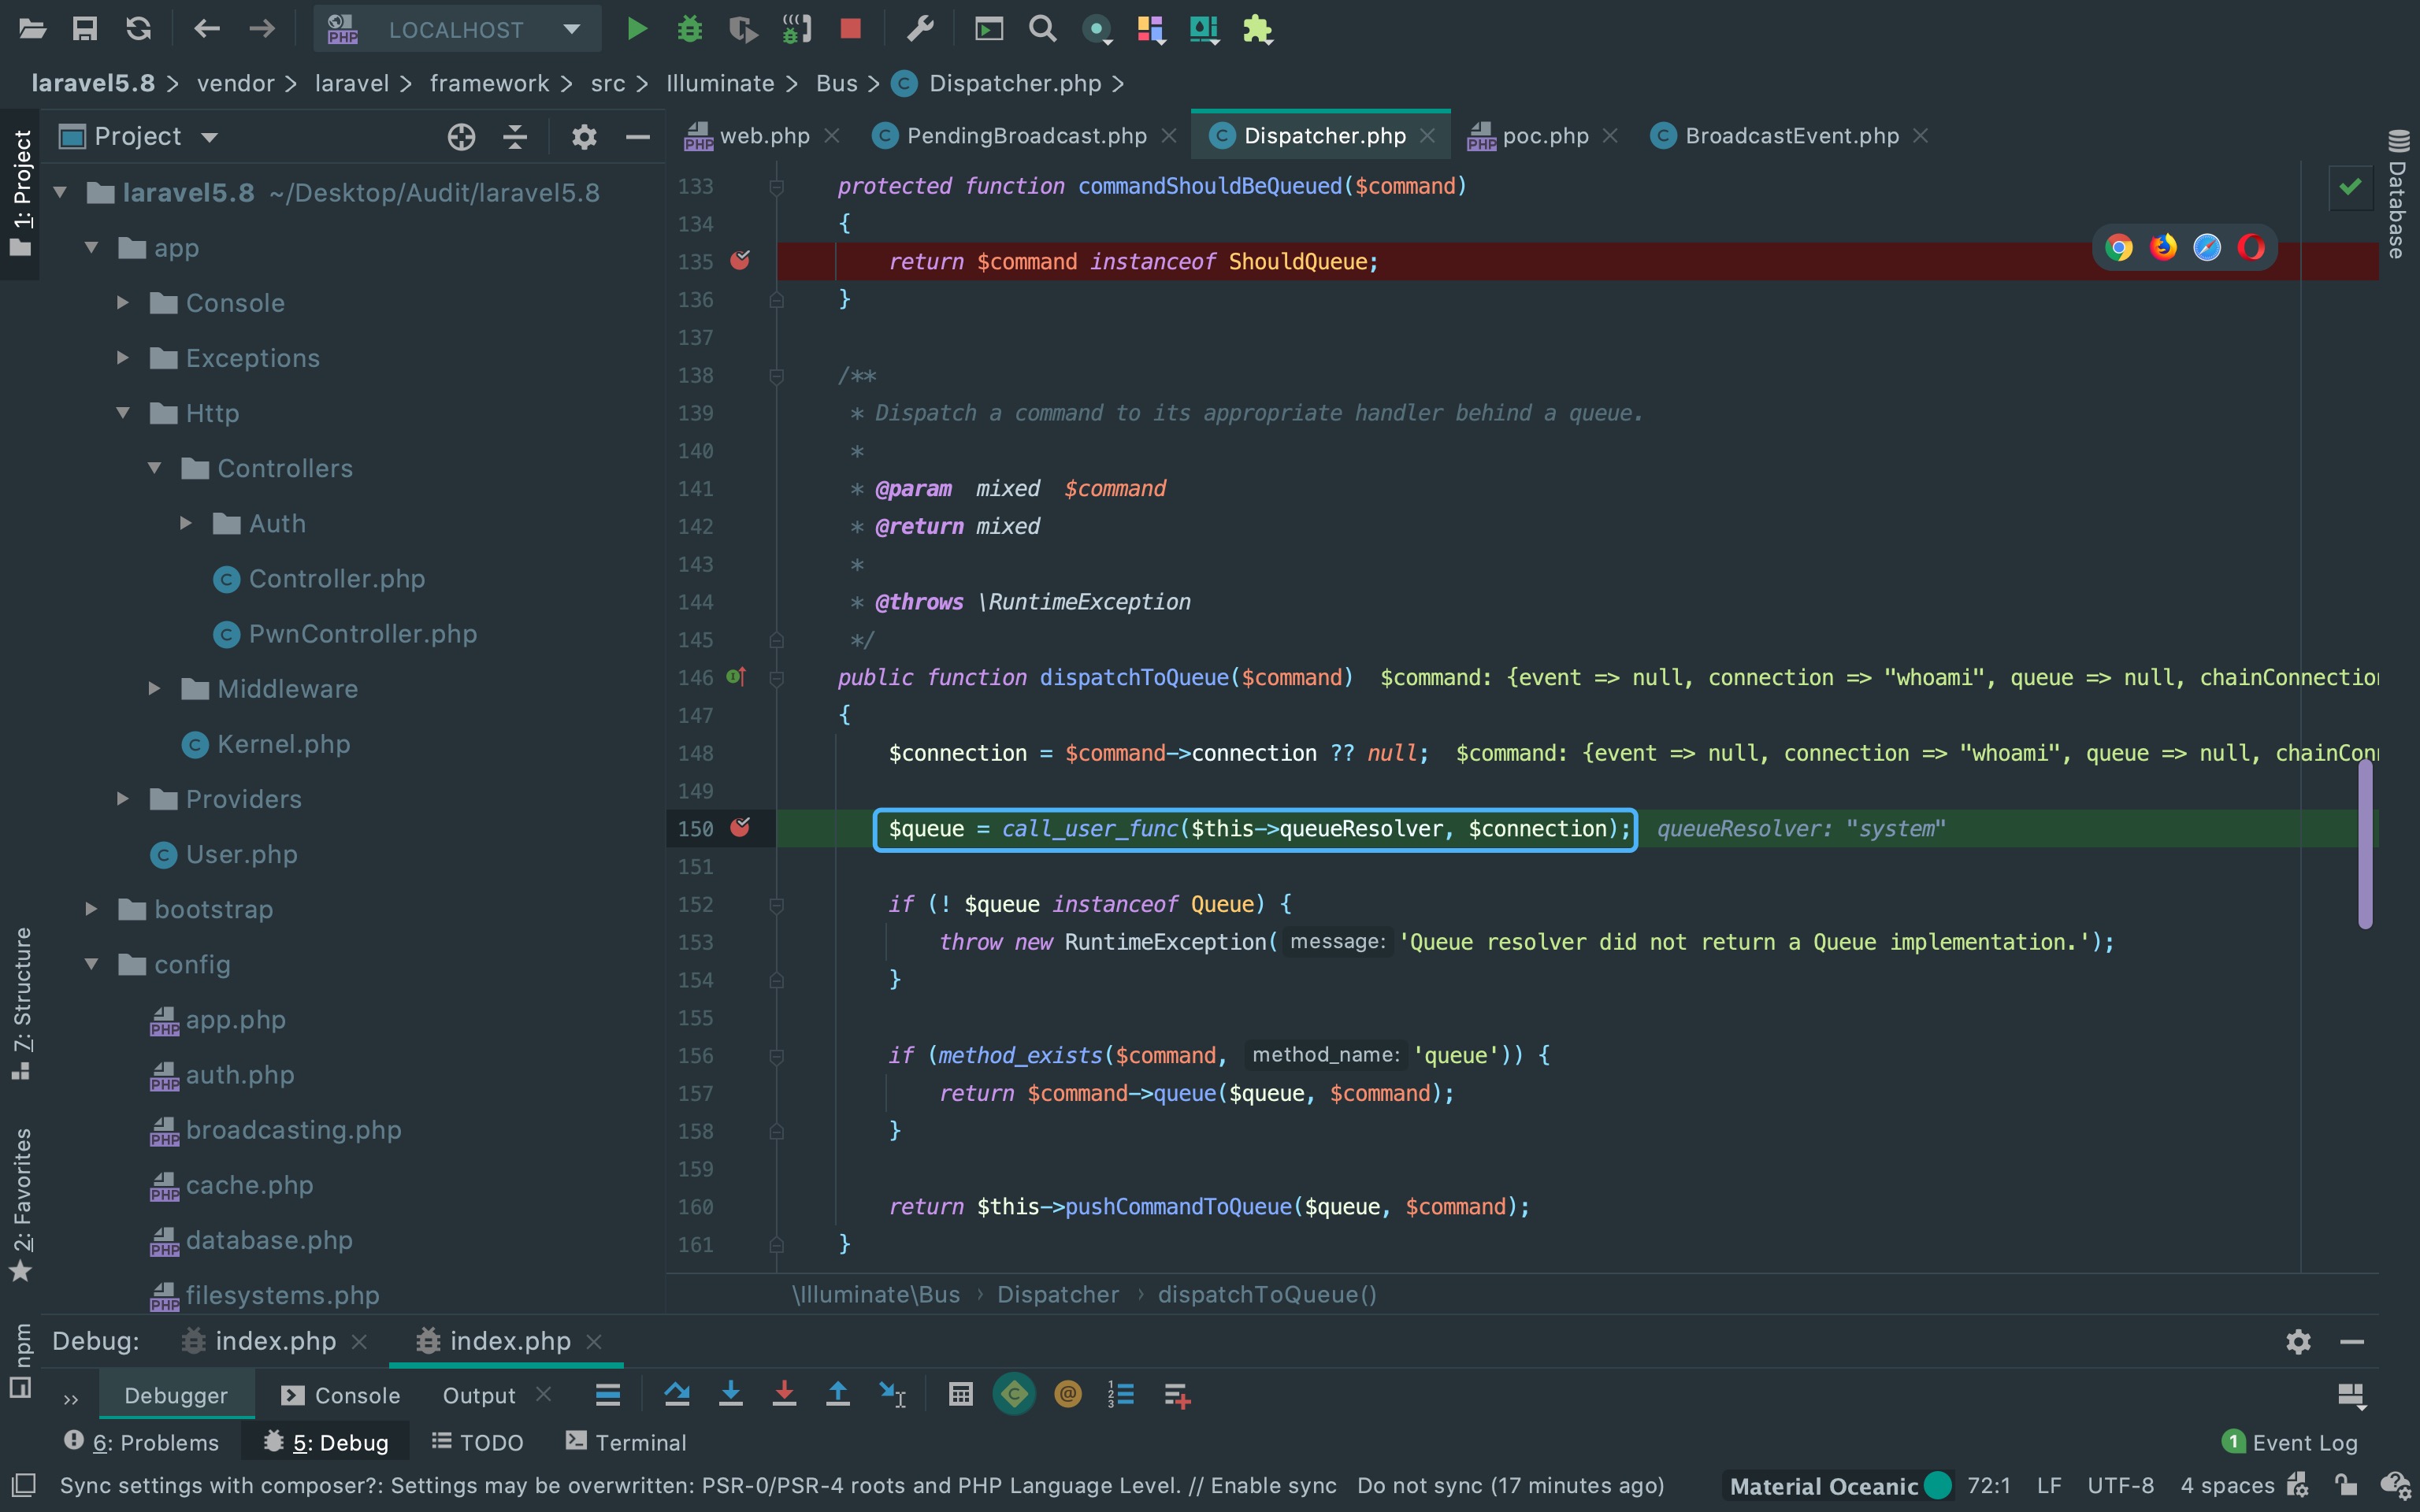 LOCALHOST
laravel5.8 > vendor > laravel > framework > src > Illuminate > Bus > C Dispatcher.php >
1: Project
Project
web.php
PendingBroadcast.php
Dispatcher.php
poc.php
BroadcastEvent.php
Database
laravel5.8 ~/Desktop/Audit/laravel5.8
app
Console
Exceptions
Http
Controllers
Auth
Controller.php
PwnController.php
Middleware
Kernel.php
Providers
User.php
bootstrap
config
app.php
auth.php
broadcasting.php
cache.php
database.php
filesystems.php
7: Structure
2: Favorites
npm
133 protected function commandShouldBeQueued($command)
134 {
135 return $command instanceof ShouldQueue;
136 }
137
138 /**
139 * Dispatch a command to its appropriate handler behind a queue.
140 *
141 * @param mixed $command
142 * @return mixed
143 *
144 * @throws \RuntimeException
145 */
146 public function dispatchToQueue($command) $command: {event => null, connection => "whoami", queue => null, chainConnection
147 {
148 $connection = $command->connection ?? null; $command: {event => null, connection => "whoami", queue => null, chainConn
149
150 $queue = call_user_func($this->queueResolver, $connection); queueResolver: "system"
151
152 if (! $queue instanceof Queue) {
153 throw new RuntimeException( message: 'Queue resolver did not return a Queue implementation.');
154 }
155
156 if (method_exists($command, method_name: 'queue')) {
157 return $command->queue($queue, $command);
158 }
159
160 return $this->pushCommandToQueue($queue, $command);
161 }
\Illuminate\Bus › Dispatcher › dispatchToQueue()
Debug: index.php index.php
» Debugger Console Output
6: Problems 5: Debug TODO Terminal 1 Event Log
Sync settings with composer?: Settings may be overwritten: PSR-0/PSR-4 roots and PHP Language Level. // Enable sync Do not sync (17 minutes ago) Material Oceanic 72:1 LF UTF-8 4 spaces